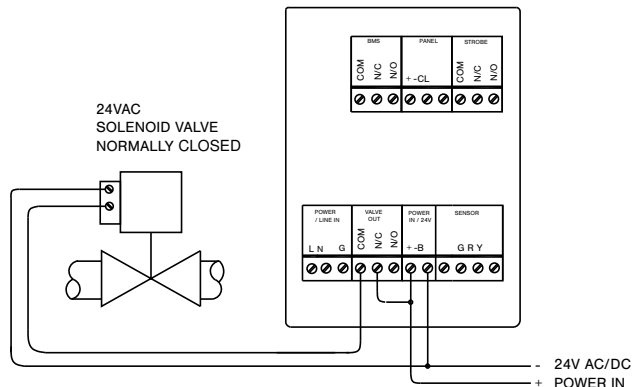 BMS PANEL STROBE
COM N/C N/O + -CL COM N/C N/O
24VAC
SOLENOID VALVE
NORMALLY CLOSED
POWER / LINE IN VALVE OUT POWER IN / 24V SENSOR
L N G COM N/C N/O + -B G R Y
- 24V AC/DC
+ POWER IN